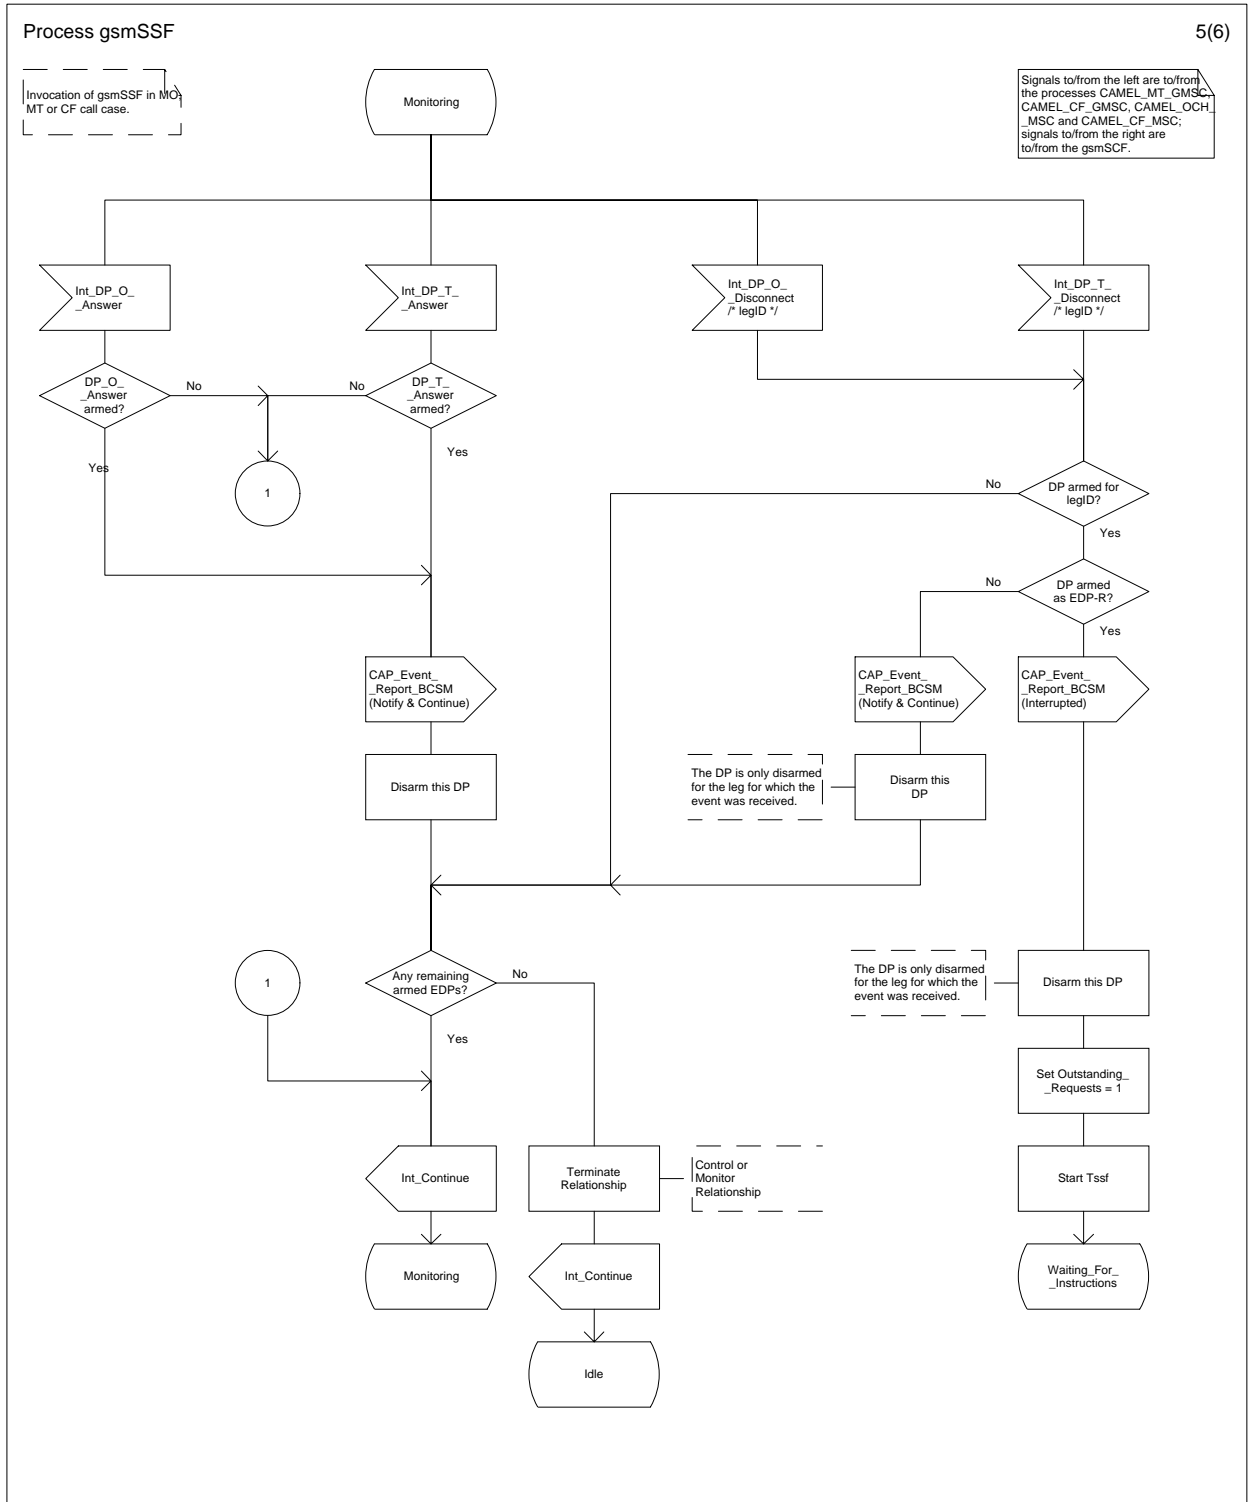 Process gsmSSF
5(6)
Invocation of gsmSSF in MO,
MT or CF call case.
Monitoring
Signals to/from the left are to/from
the processes CAMEL_MT_GMSC,
CAMEL_CF_GMSC, CAMEL_OCH_
_MSC and CAMEL_CF_MSC;
signals to/from the right are
to/from the gsmSCF.
Int_DP_O_
_Answer
Int_DP_T_
_Answer
Int_DP_O_
_Disconnect
/* legID */
Int_DP_T_
_Disconnect
/* legID */
DP_O_
_Answer
armed?
No
No
DP_T_
_Answer
armed?
Yes
Yes
1
No
DP armed for
legID?
Yes
No
DP armed
as EDP-R?
Yes
CAP_Event_
_Report_BCSM
(Notify & Continue)
CAP_Event_
_Report_BCSM
(Notify & Continue)
CAP_Event_
_Report_BCSM
(Interrupted)
Disarm this DP
The DP is only disarmed
for the leg for which the
event was received.
Disarm this
DP
1
Any remaining
armed EDPs?
No
Yes
The DP is only disarmed
for the leg for which the
event was received.
Disarm this DP
Set Outstanding_
_Requests = 1
Int_Continue
Terminate
Relationship
Control or
Monitor
Relationship
Start Tssf
Monitoring
Int_Continue
Waiting_For_
_Instructions
Idle